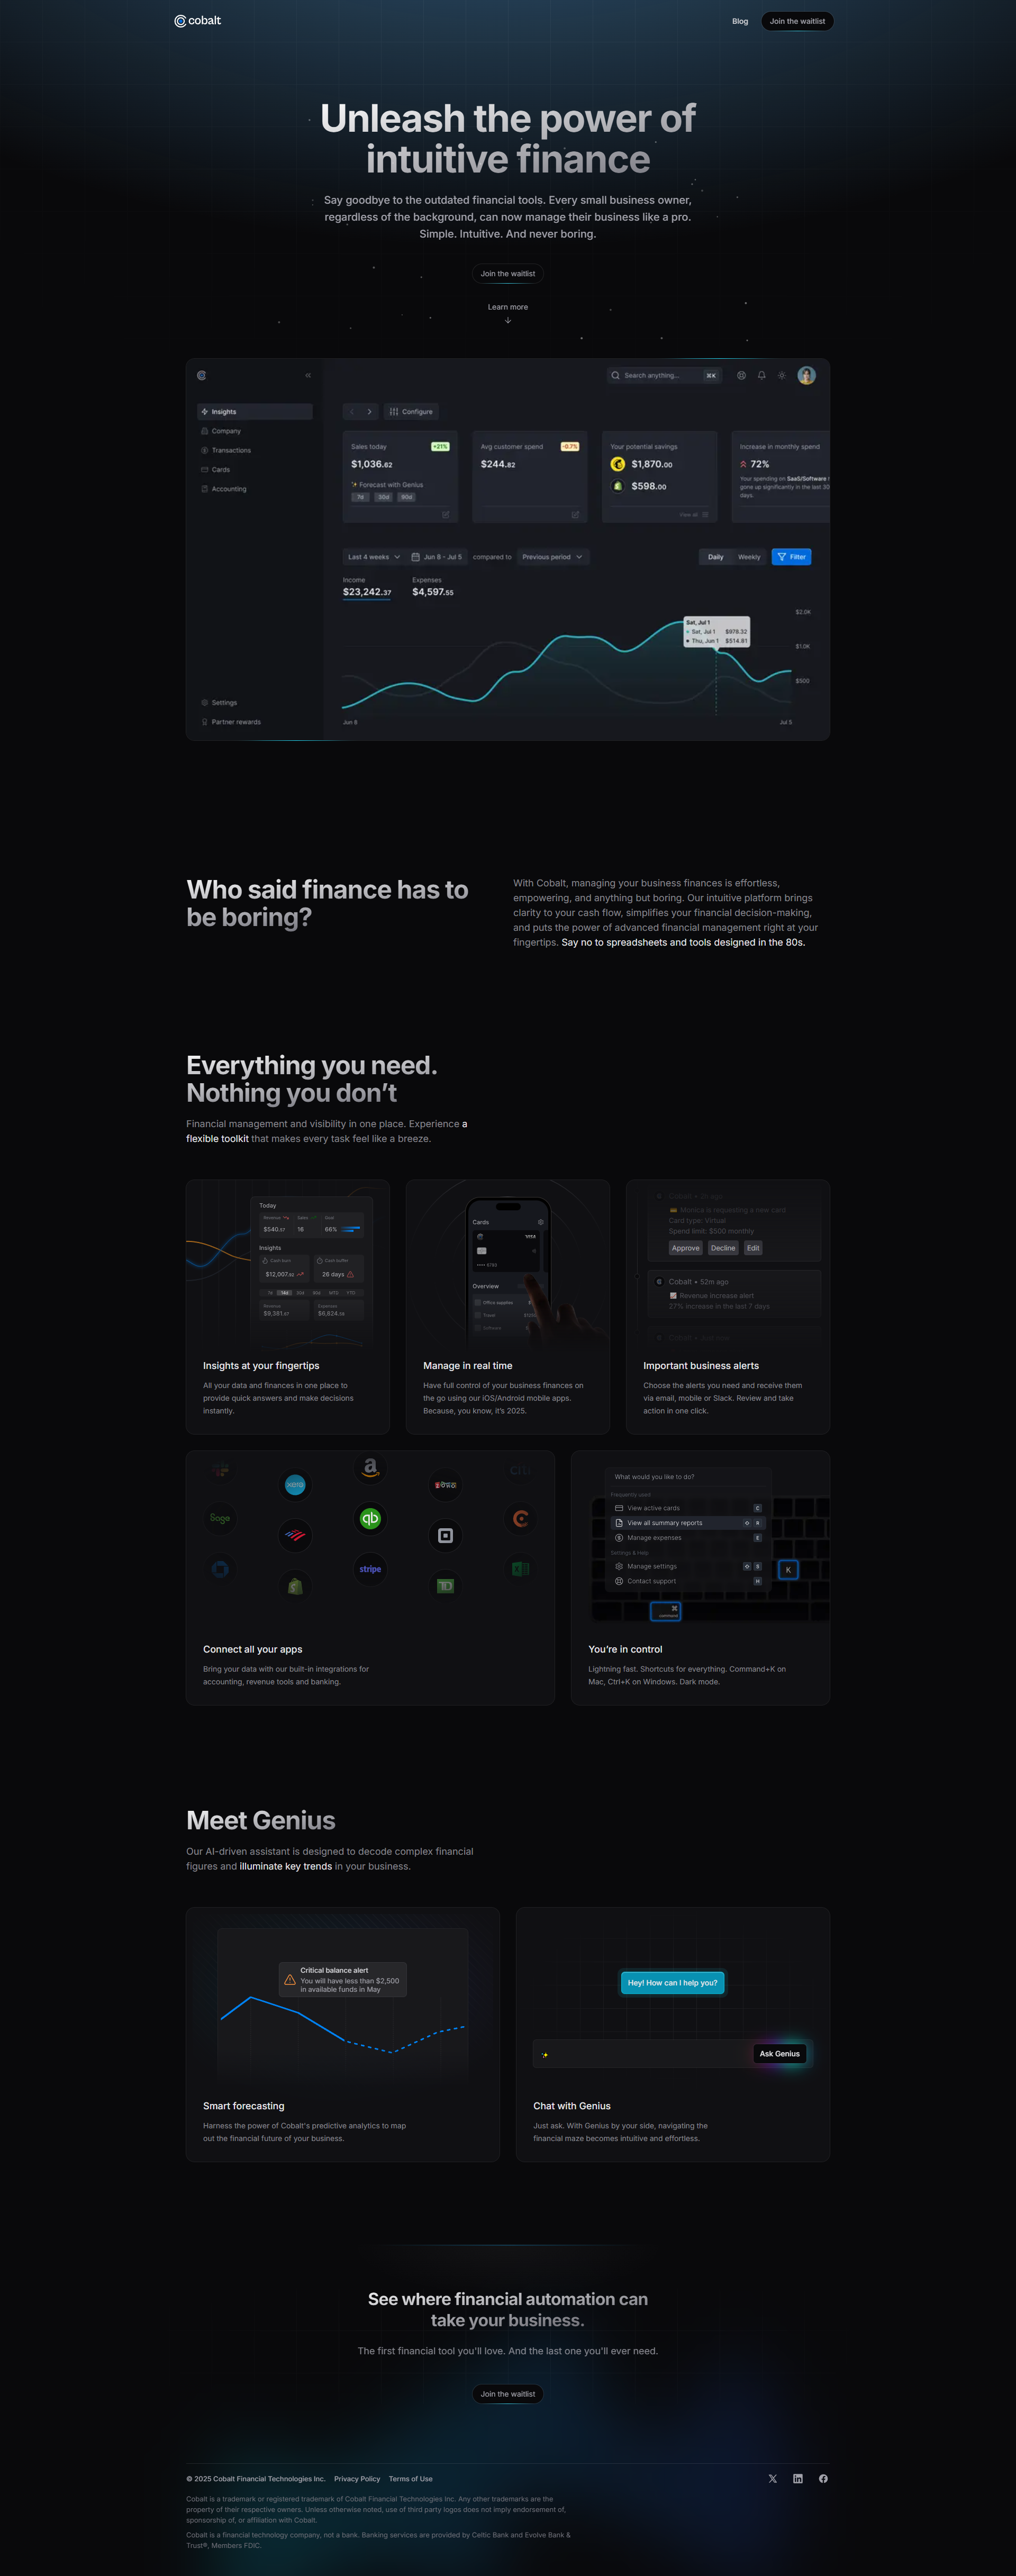 cobalt
Blog
Join the waitlist
Unleash the power of
intuitive finance
Say goodbye to the outdated financial tools. Every small business owner,
regardless of the background, can now manage their business like a pro.
Simple. Intuitive. And never boring.
Join the waitlist
Learn more
Search anything...
⌘K
Insights
Company
Transactions
Cards
Accounting
Settings
Partner rewards
Configure
Sales today
+21%
$1,036.82
Forecast with Genius
7d 30d 90d
Avg customer spend
-0.7%
$244.82
Your potential savings
$1,870.00
$598.00
View all
Increase in monthly spend
72%
Your spending on SaaS/Software
gone up significantly in the last 30
days.
Last 4 weeks
Jun 8 - Jul 5
compared to
Previous period
Daily
Weekly
Filter
Income
$23,242.37
Expenses
$4,597.55
$2.0K
$1.0K
$500
Sat, Jul 1
Sat, Jul 1 $978.32
Thu, Jun 1 $514.81
Jun 8
Jul 5
Who said finance has to
be boring?
With Cobalt, managing your business finances is effortless,
empowering, and anything but boring. Our intuitive platform brings
clarity to your cash flow, simplifies your financial decision-making,
and puts the power of advanced financial management right at your
fingertips. Say no to spreadsheets and tools designed in the 80s.
Everything you need.
Nothing you don’t
Financial management and visibility in one place. Experience a
flexible toolkit that makes every task feel like a breeze.
Today
Revenue
Sales
Goal
$540.57
16
66%
Insights
Cash burn
Cash buffer
$12,007.92
26 days
7d 14d 30d 90d MTD YTD
Revenue
Expenses
$9,381.67
$6,824.28
Insights at your fingertips
All your data and finances in one place to
provide quick answers and make decisions
instantly.
Cards
Overview
Office supplies
Travel
Software
Manage in real time
Have full control of your business finances on
the go using our iOS/Android mobile apps.
Because, you know, it’s 2025.
Cobalt • 2h ago
Monica is requesting a new card
Card type: Virtual
Spend limit: $500 monthly
Approve
Decline
Edit
Cobalt • 52m ago
Revenue increase alert
27% increase in the last 7 days
Important business alerts
Choose the alerts you need and receive them
via email, mobile or Slack. Review and take
action in one click.
xero
citi
Sage
qb
stripe
TD
Connect all your apps
Bring your data with our built-in integrations for
accounting, revenue tools and banking.
What would you like to do?
Frequently used
View active cards
C
View all summary reports
R
Manage expenses
E
Settings & Help
Manage settings
S
Contact support
H
K
⌘
command
You’re in control
Lightning fast. Shortcuts for everything. Command+K on
Mac, Ctrl+K on Windows. Dark mode.
Meet Genius
Our AI-driven assistant is designed to decode complex financial
figures and illuminate key trends in your business.
Critical balance alert
You will have less than $2,500
in available funds in May
Smart forecasting
Harness the power of Cobalt's predictive analytics to map
out the financial future of your business.
Hey! How can I help you?
Ask Genius
Chat with Genius
Just ask. With Genius by your side, navigating the
financial maze becomes intuitive and effortless.
See where financial automation can
take your business.
The first financial tool you'll love. And the last one you'll ever need.
Join the waitlist
© 2025 Cobalt Financial Technologies Inc.
Privacy Policy
Terms of Use
Cobalt is a trademark or registered trademark of Cobalt Financial Technologies Inc. Any other trademarks are the
property of their respective owners. Unless otherwise noted, use of third party logos does not imply endorsement of,
sponsorship of, or affiliation with Cobalt.
Cobalt is a financial technology company, not a bank. Banking services are provided by Celtic Bank and Evolve Bank &
Trust®, Members FDIC.